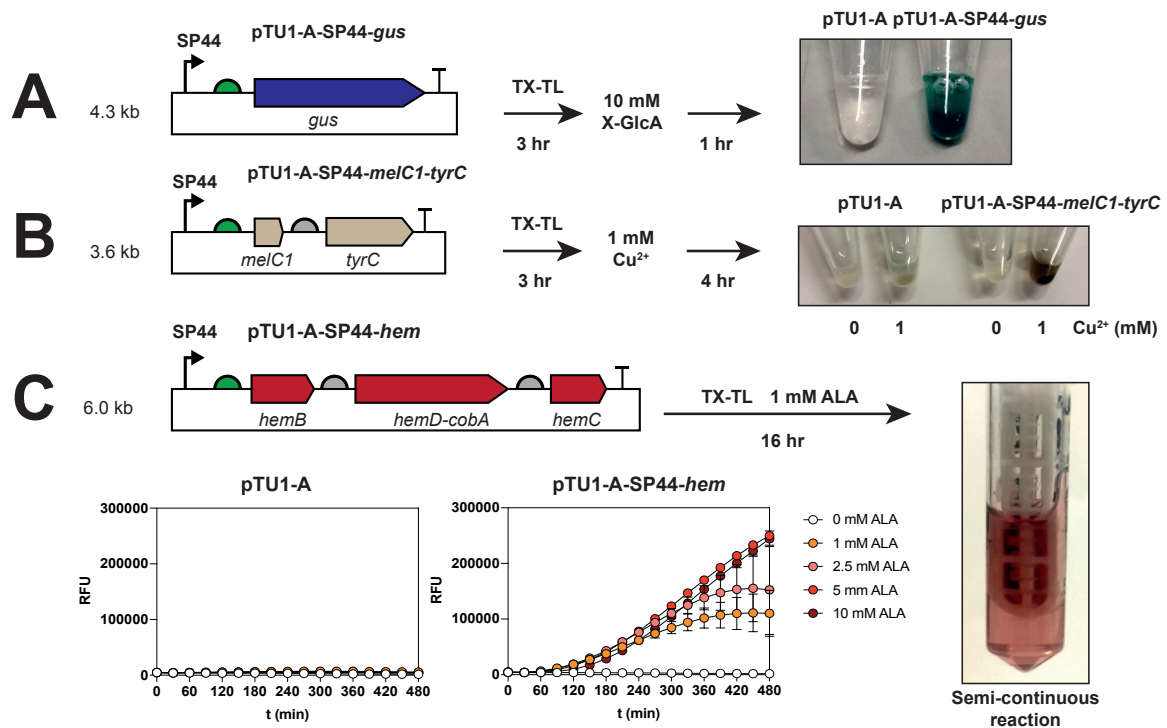 A
4.3 kb
SP44
pTU1-A-SP44-gus
gus
TX-TL
3 hr
10 mM
X-GlcA
1 hr
pTU1-A pTU1-A-SP44-gus
B
3.6 kb
SP44
pTU1-A-SP44-melC1-tyrC
melC1
tyrC
TX-TL
3 hr
1 mM
Cu²⁺
4 hr
pTU1-A
pTU1-A-SP44-melC1-tyrC
0
1
0
1
Cu²⁺ (mM)
C
6.0 kb
SP44
pTU1-A-SP44-hem
hemB
hemD-cobA
hemC
TX-TL 1 mM ALA
16 hr
Semi-continuous
reaction
pTU1-A
RFU
300000
200000
100000
0
0 60 120 180 240 300 360 420 480
t (min)
pTU1-A-SP44-hem
RFU
300000
200000
100000
0
0 60 120 180 240 300 360 420 480
t (min)
0 mM ALA
1 mM ALA
2.5 mM ALA
5 mm ALA
10 mM ALA